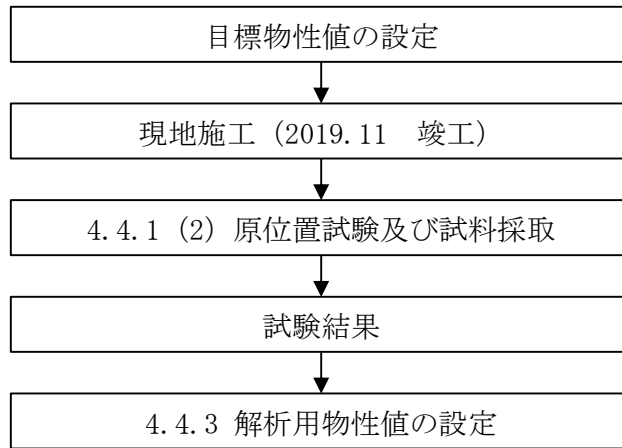 目標物性値の設定
現地施工（2019.11　竣工）
4.4.1（2）原位置試験及び試料採取
試験結果
4.4.3 解析用物性値の設定